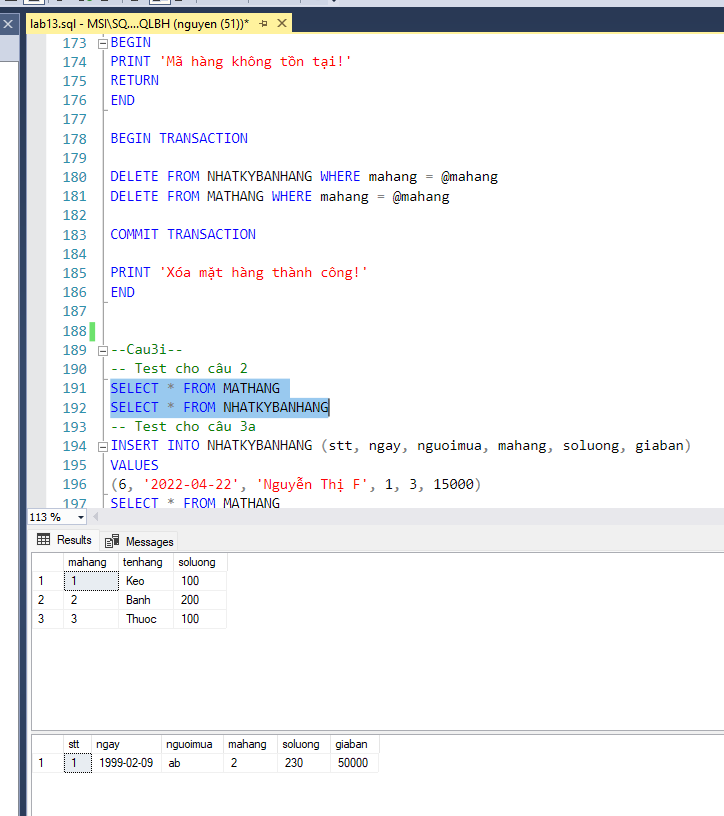 lab13.sql - MSI\SQ....QLBH (nguyen (51))*
173 BEGIN
174 PRINT 'Mã hàng không tồn tại!'
175 RETURN
176 END
177
178 BEGIN TRANSACTION
179
180 DELETE FROM NHATKYBANHANG WHERE mahang = @mahang
181 DELETE FROM MATHANG WHERE mahang = @mahang
182
183 COMMIT TRANSACTION
184
185 PRINT 'Xóa mặt hàng thành công!'
186 END
187
188
189 --Cau3i--
190 -- Test cho câu 2
191 SELECT * FROM MATHANG
192 SELECT * FROM NHATKYBANHANG
193 -- Test cho câu 3a
194 INSERT INTO NHATKYBANHANG (stt, ngay, nguoimua, mahang, soluong, giaban)
195 VALUES
196 (6, '2022-04-22', 'Nguyễn Thị F', 1, 3, 15000)
197 SELECT * FROM MATHANG
113 %
Results Messages
mahang tenhang soluong
1 1 Keo 100
2 2 Banh 200
3 3 Thuoc 100
stt ngay nguoimua mahang soluong giaban
1 1 1999-02-09 ab 2 230 50000